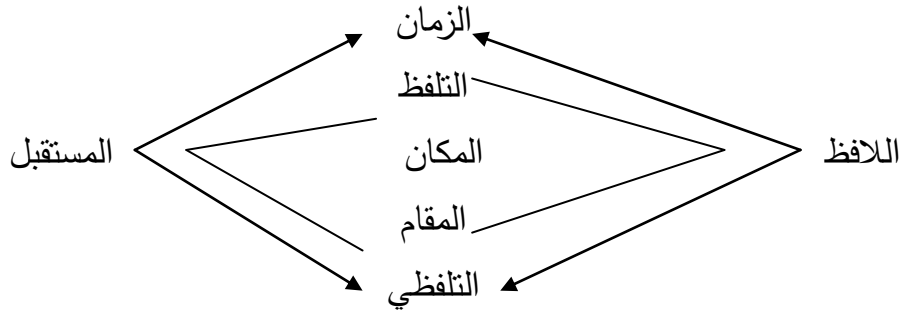 الزمان
التلفظ
اللافظ المكان المستقبل
المقام
التلفظي